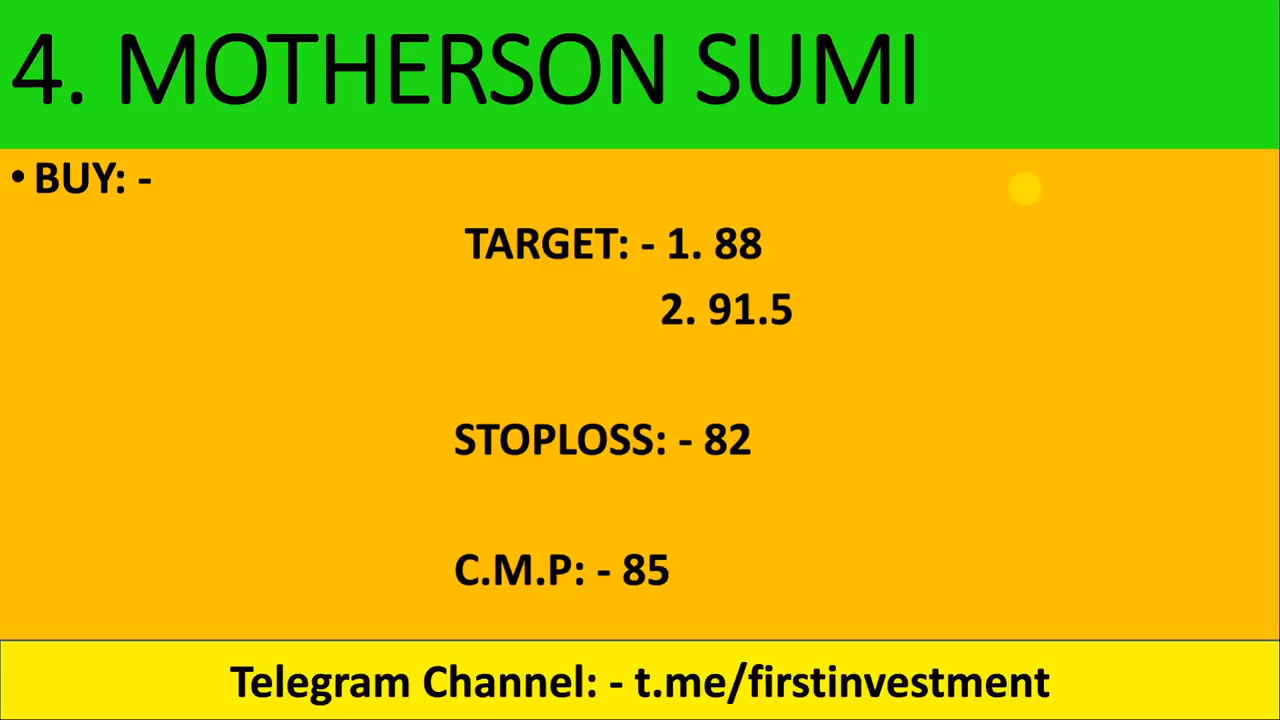 4. MOTHERSON SUMI
• BUY: -
TARGET: - 1. 88
2. 91.5
STOPLOSS: - 82
C.M.P: - 85
Telegram Channel: - t.me/firstinvestment